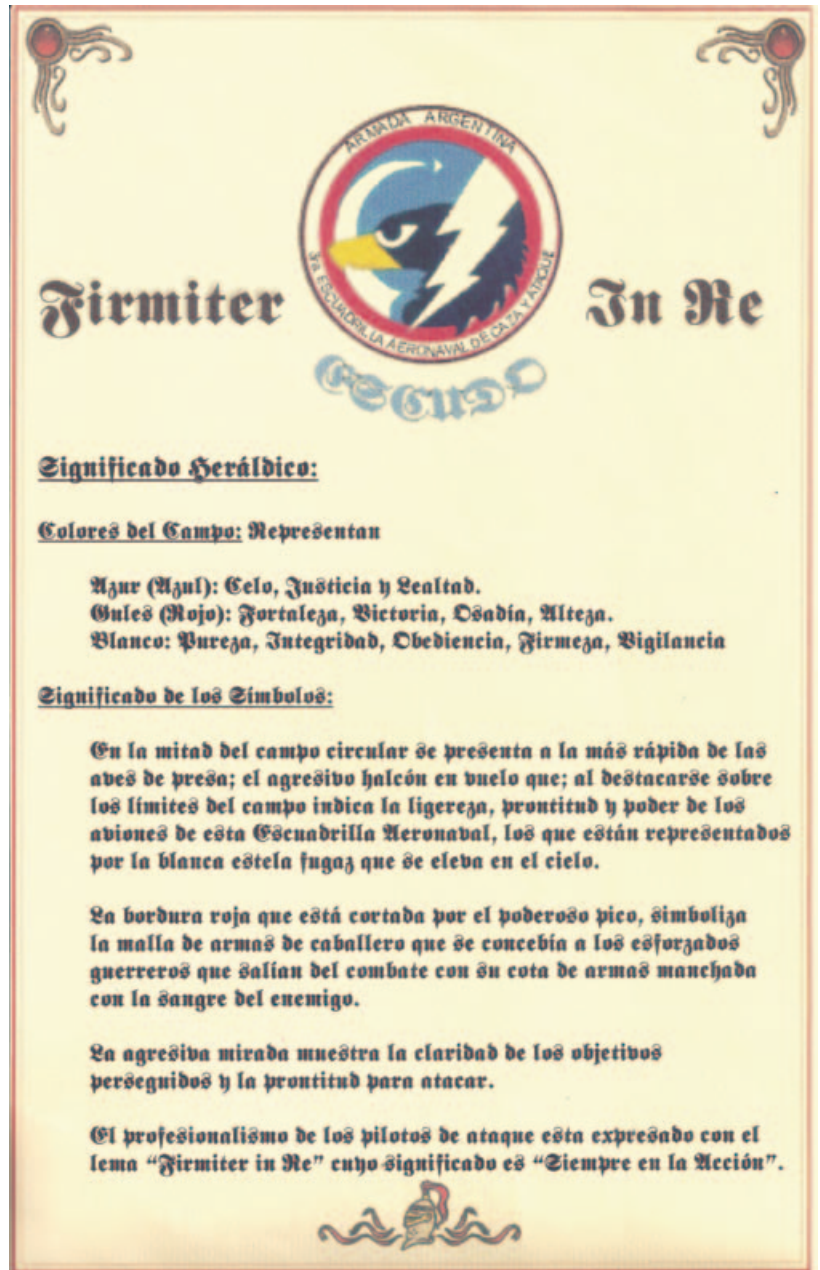 ARMADA ARGENTINA
3ra. ESCUADRILLA AERONAVAL DE CAZA Y ATAQUE
Firmiter In Re
ESCUDO
Significado Heráldico:
Colores del Campo: Representan
Azur (Azul): Celo, Justicia y Lealtad.
Gules (Rojo): Fortaleza, Victoria, Osadía, Alteza.
Blanco: Pureza, Integridad, Obediencia, Firmeza, Vigilancia
Significado de los Símbolos:
En la mitad del campo circular se presenta a la más rápida de las
aves de presa; el agresivo halcón en vuelo que; al destacarse sobre
los límites del campo indica la ligereza, prontitud y poder de los
aviones de esta Escuadrilla Aeronaval, los que están representados
por la blanca estela fugaz que se eleva en el cielo.
La bordura roja que está cortada por el poderoso pico, simboliza
la malla de armas de caballero que se concebía a los esforzados
guerreros que salían del combate con su cota de armas manchada
con la sangre del enemigo.
La agresiva mirada muestra la claridad de los objetivos
perseguidos y la prontitud para atacar.
El profesionalismo de los pilotos de ataque esta expresado con el
lema “Firmiter in Re” cuyo significado es “Siempre en la Acción”.